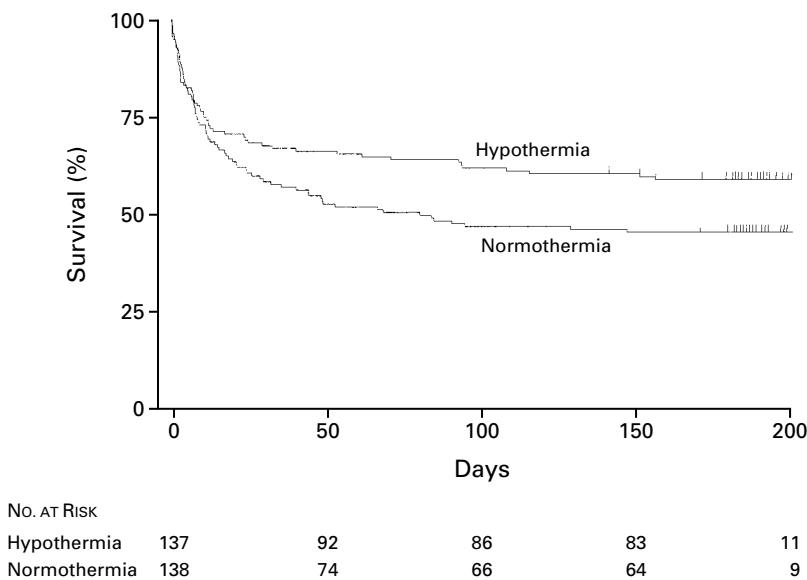 100
75
50
25
0
Survival (%)
Hypothermia
Normothermia
0 50 100 150 200
Days
NO. AT RISK
Hypothermia 137 92 86 83 11
Normothermia 138 74 66 64 9